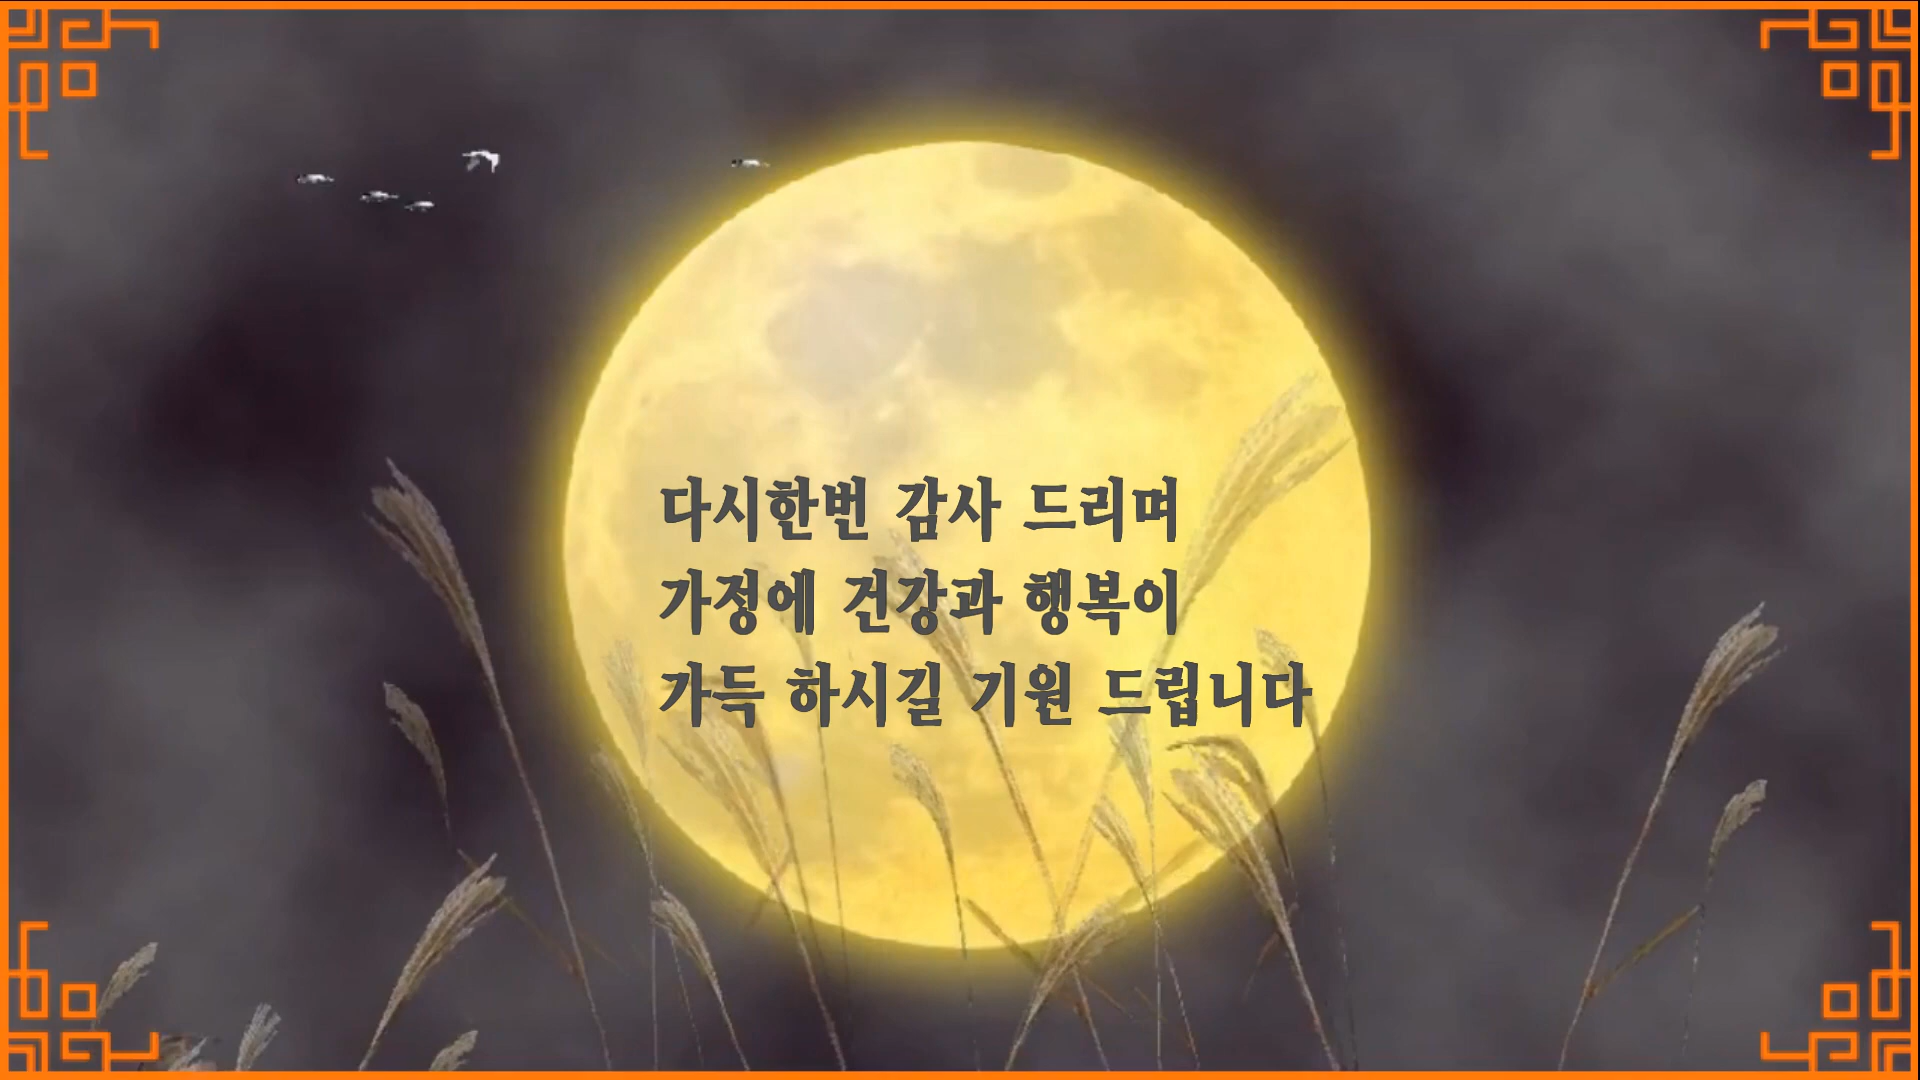 다시한번 감사 드리며
가정에 건강과 행복이
가득 하시길 기원 드립니다